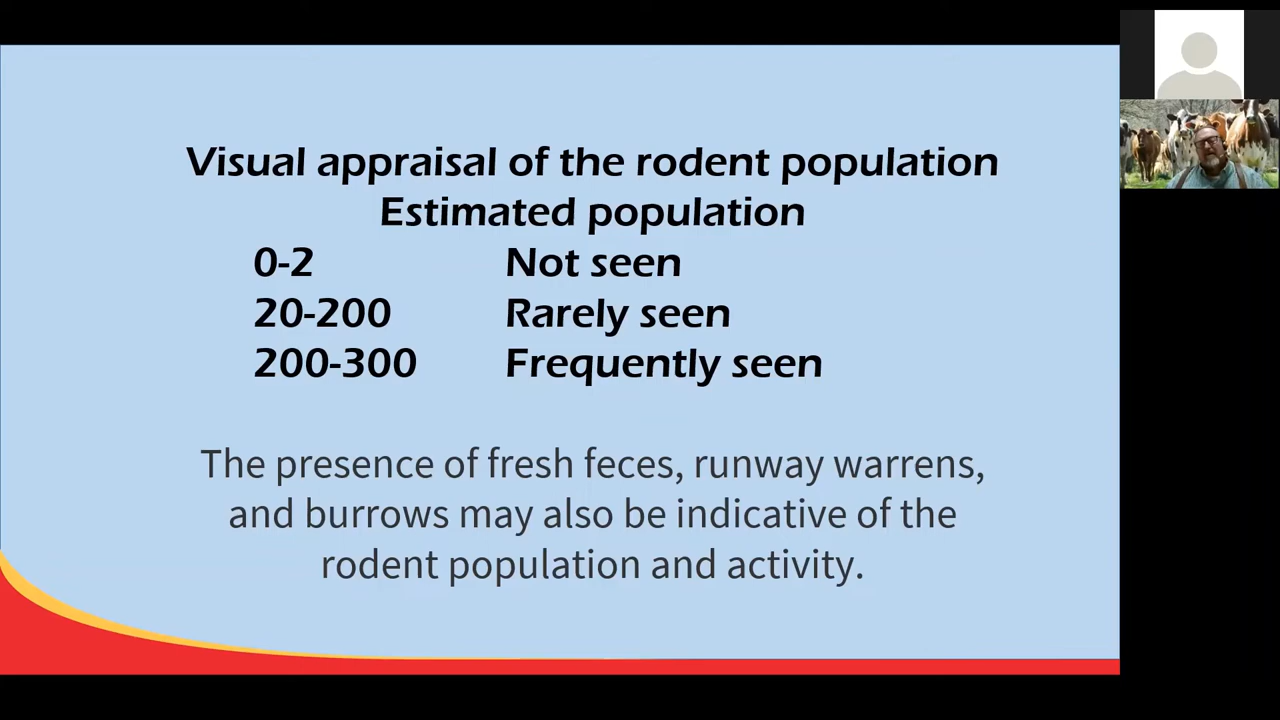 Visual appraisal of the rodent population
Estimated population
0-2 Not seen
20-200 Rarely seen
200-300 Frequently seen
The presence of fresh feces, runway warrens,
and burrows may also be indicative of the
rodent population and activity.